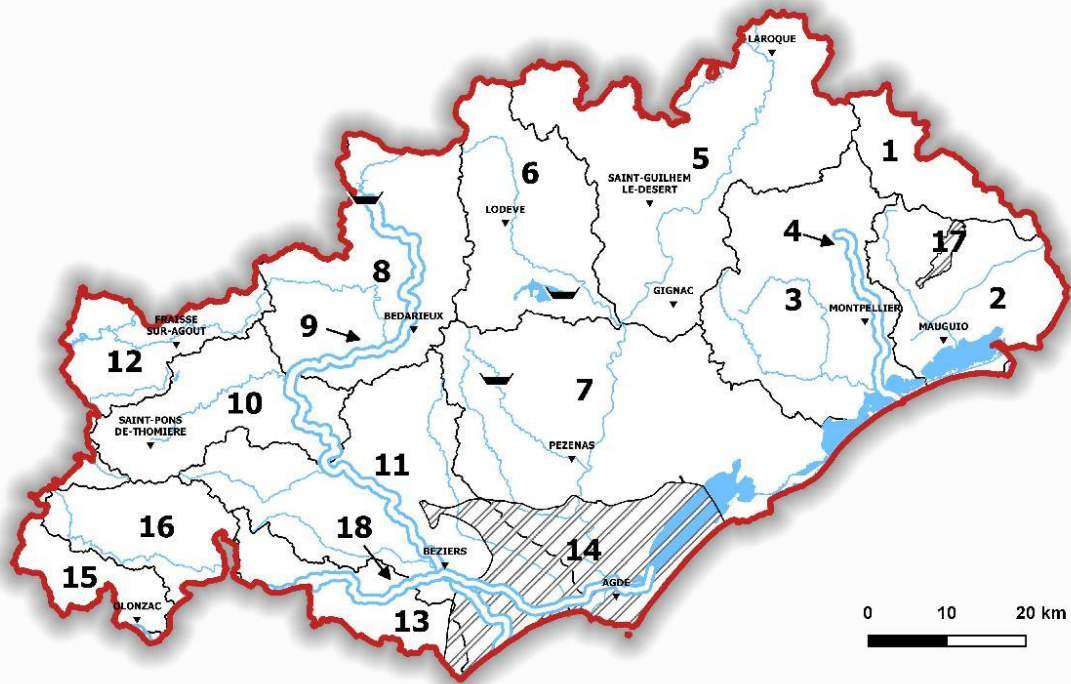 LAROQUE
1
6
5
SAINT-GUILHEM
LE-DESERT
LODEVE
4
17
8
GIGNAC
3
2
MONTPELLIER
BEDARIEUX
9
FRAISSE
SUR-AGOUT
MAUGUIO
12
7
10
SAINT-PONS
DE-THOMIERE
PEZENAS
11
16
18
BEZIERS
14
15
AGDE
OLONZAC
13
0 10 20 km